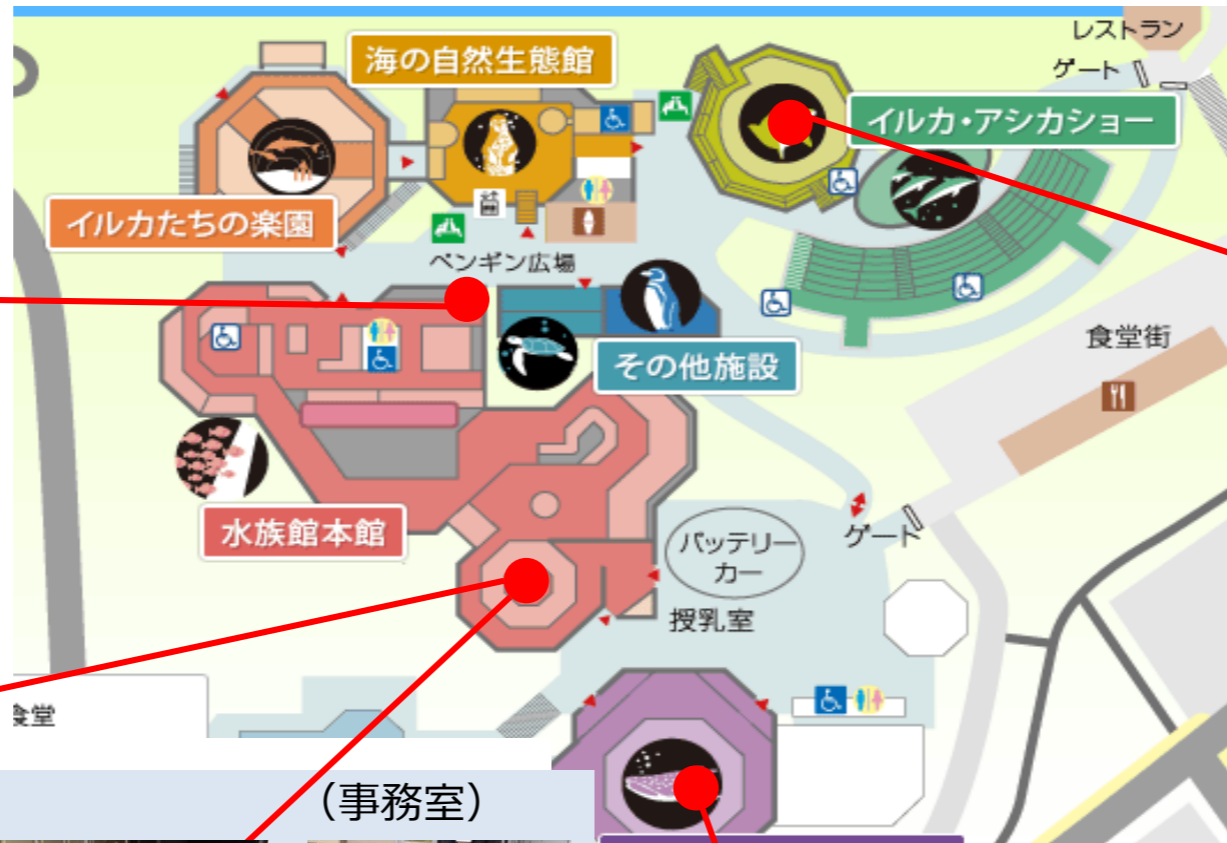 レストラン
ゲート
海の自然生態館
イルカ・アシカショー
イルカたちの楽園
ペンギン広場
食堂街
その他施設
水族館本館
バッテリー
カー
ゲート
授乳室
食堂
（事務室）